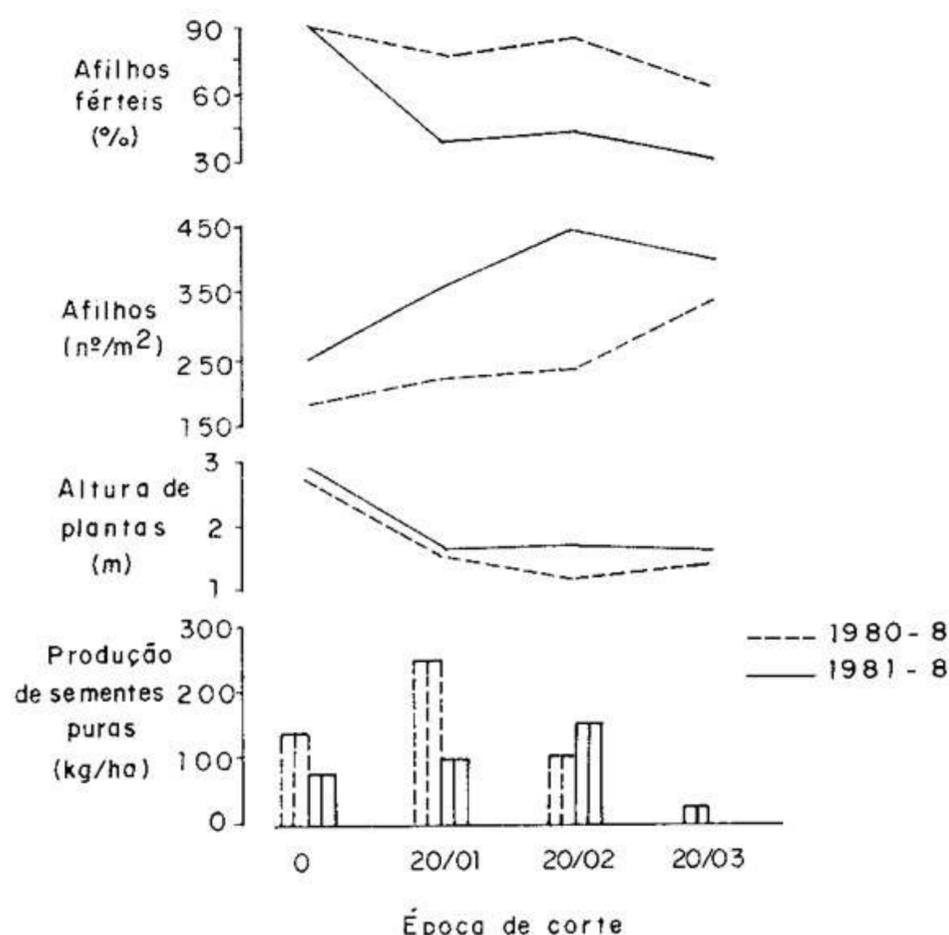 Afilhos
férteis
(%)
90
60
30
Afilhos
(nº/m²)
450
350
250
150
Altura de
plantas
(m)
3
2
1
Produção
de sementes
puras
(kg/ha)
300
200
100
0
1980-8
1981-8
0 20/01 20/02 20/03
Época de corte